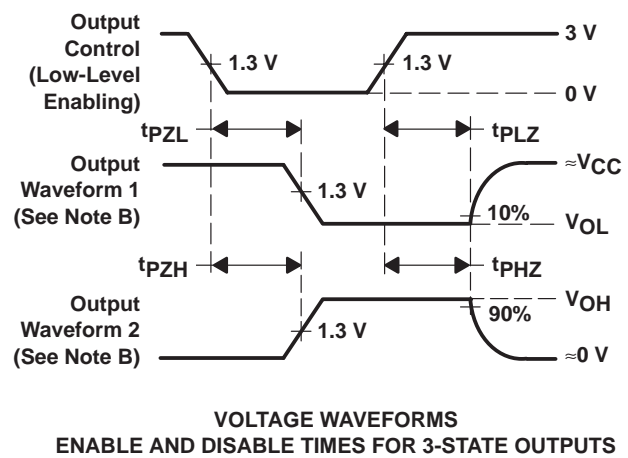 Output
Control
(Low-Level
Enabling)
1.3 V
1.3 V
3 V
0 V
tPZL
tPLZ
Output
Waveform 1
(See Note B)
1.3 V
≈VCC
10%
VOL
tPZH
tPHZ
Output
Waveform 2
(See Note B)
1.3 V
VOH
90%
≈0 V
VOLTAGE WAVEFORMS
ENABLE AND DISABLE TIMES FOR 3-STATE OUTPUTS